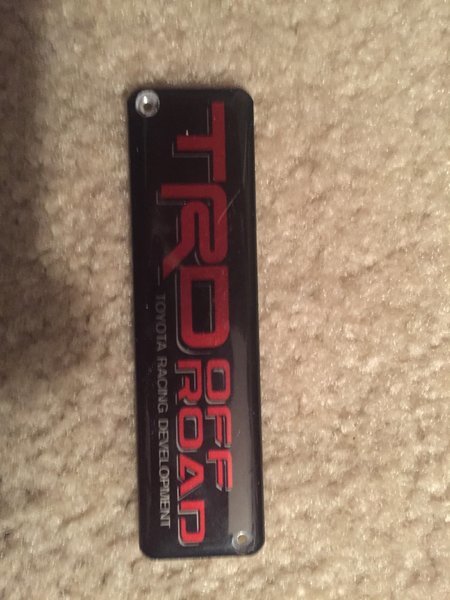 TRD OFF
ROAD
TOYOTA RACING DEVELOPMENT